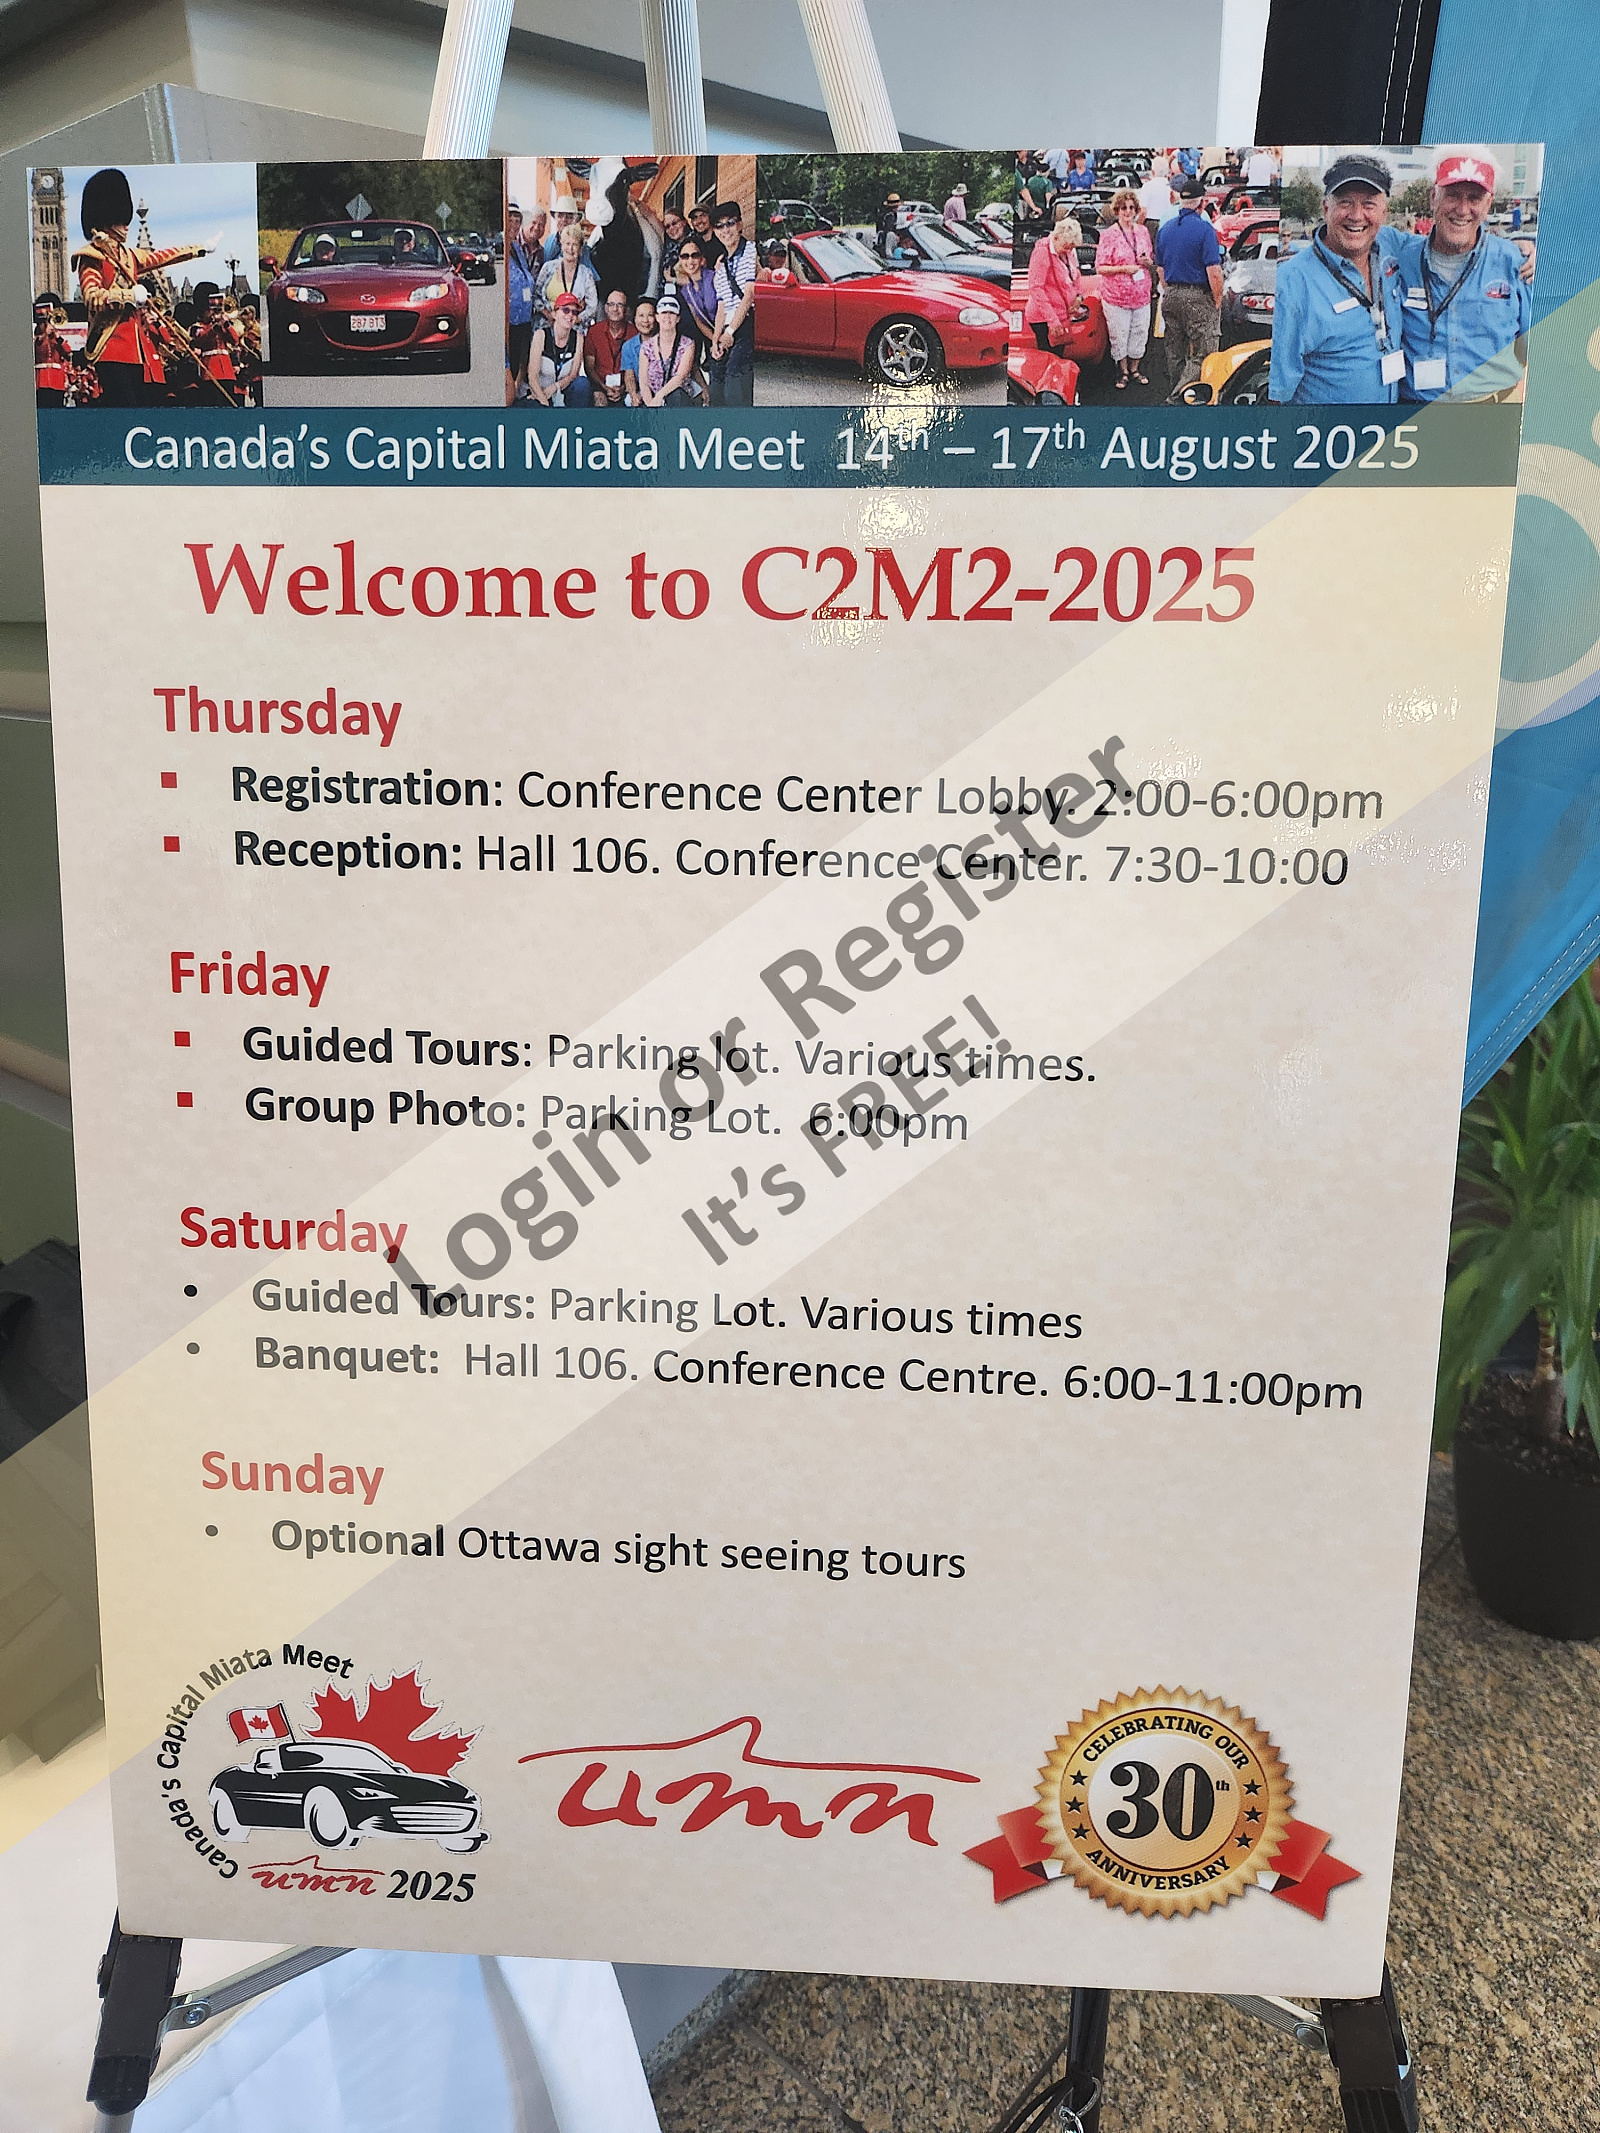 Canada's Capital Miata Meet 14th – 17th August 2025
Welcome to C2M2-2025
Thursday
▪ Registration: Conference Center Lobby. 2:00-6:00pm
▪ Reception: Hall 106. Conference Center. 7:30-10:00
Friday
▪ Guided Tours: Parking lot. Various times.
▪ Group Photo: Parking Lot. 6:00pm
Saturday
• Guided Tours: Parking Lot. Various times
• Banquet: Hall 106. Conference Centre. 6:00-11:00pm
Sunday
• Optional Ottawa sight seeing tours
Login or Register
It's FREE!
Canada's Capital Miata Meet
umn 2025
umn
CELEBRATING OUR
30th
ANNIVERSARY